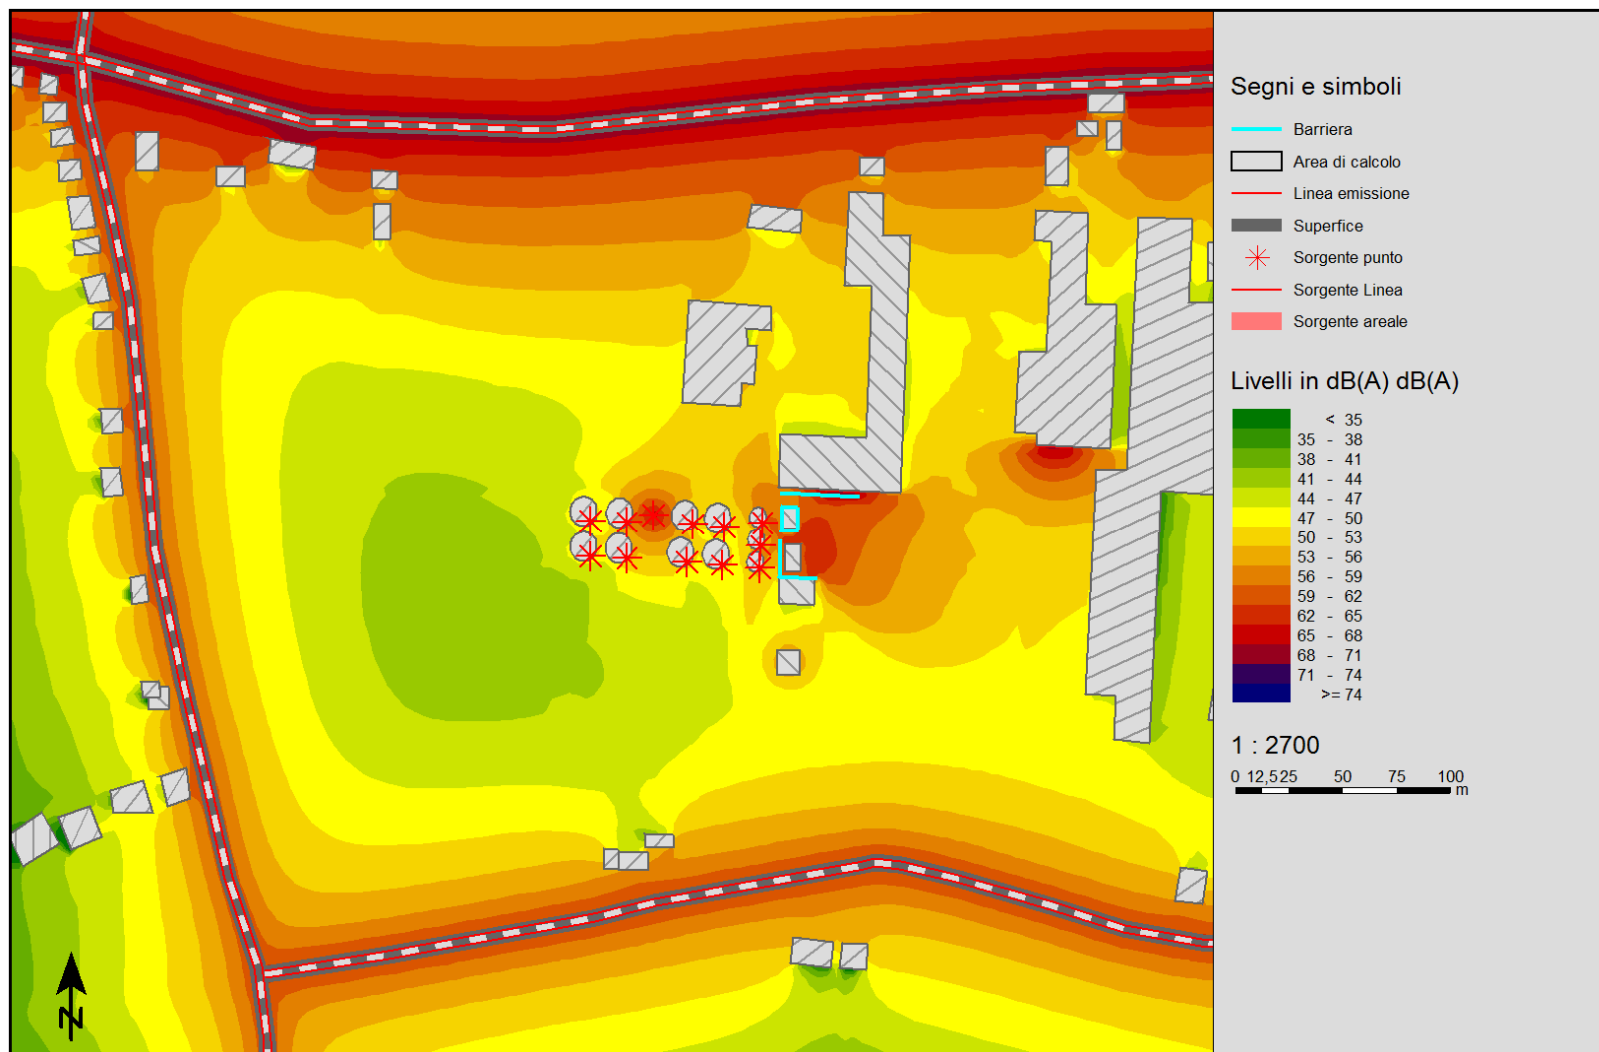 Segni e simboli
Barriera
Area di calcolo
Linea emissione
Superfice
Sorgente punto
Sorgente Linea
Sorgente areale
Livelli in dB(A) dB(A)
< 35
35 - 38
38 - 41
41 - 44
44 - 47
47 - 50
50 - 53
53 - 56
56 - 59
59 - 62
62 - 65
65 - 68
68 - 71
71 - 74
>= 74
1 : 2700
0 12,5 25 50 75 100
m
N